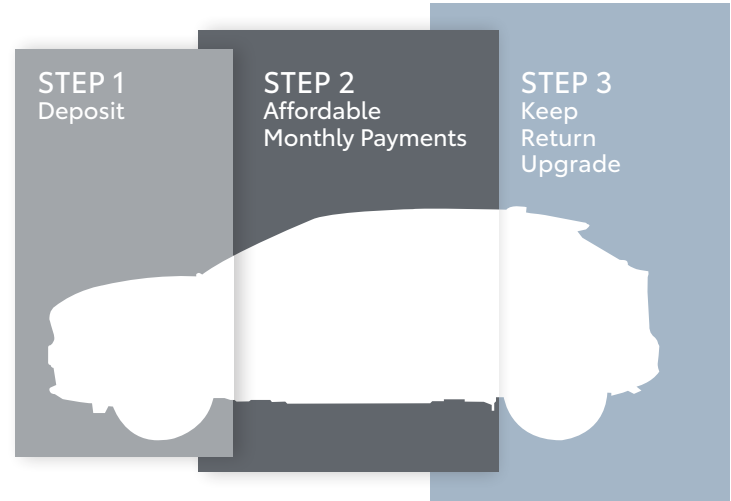 STEP 1
Deposit
STEP 2
Affordable
Monthly Payments
STEP 3
Keep
Return
Upgrade